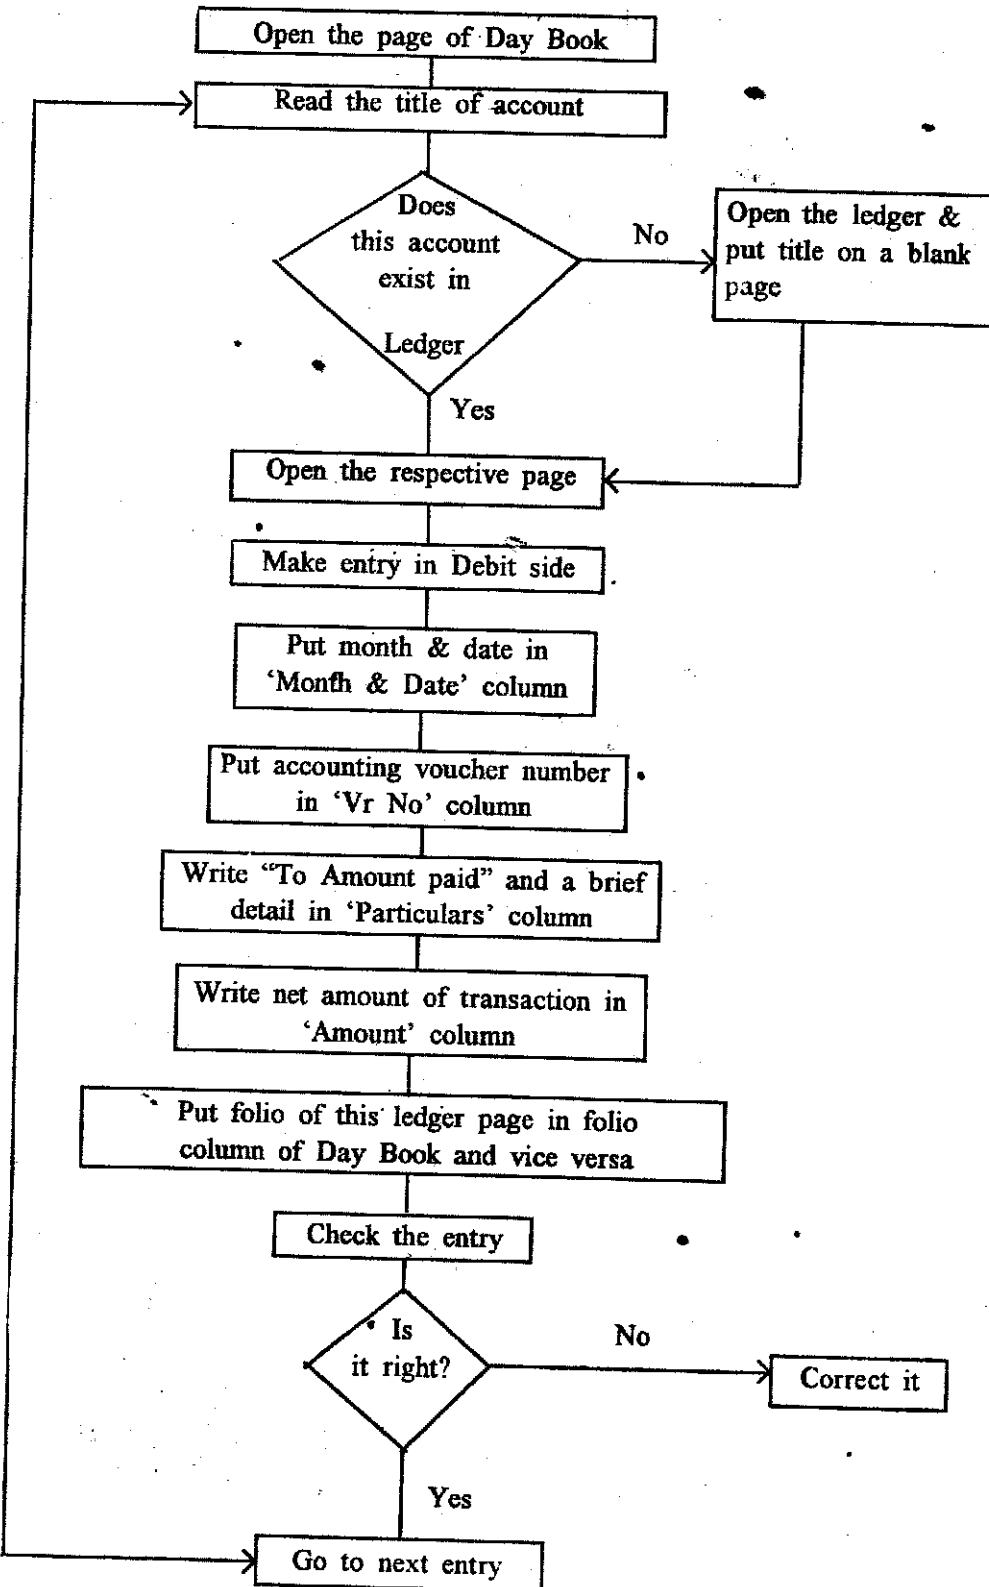 Open the page of Day Book
Read the title of account
Does
this account
exist in
Ledger
No
Open the ledger &
put title on a blank
page
Yes
Open the respective page
Make entry in Debit side
Put month & date in
‘Month & Date’ column
Put accounting voucher number
in ‘Vr No’ column
Write “To Amount paid” and a brief
detail in ‘Particulars’ column
Write net amount of transaction in
‘Amount’ column
Put folio of this ledger page in folio
column of Day Book and vice versa
Check the entry
Is
it right?
No
Correct it
Yes
Go to next entry